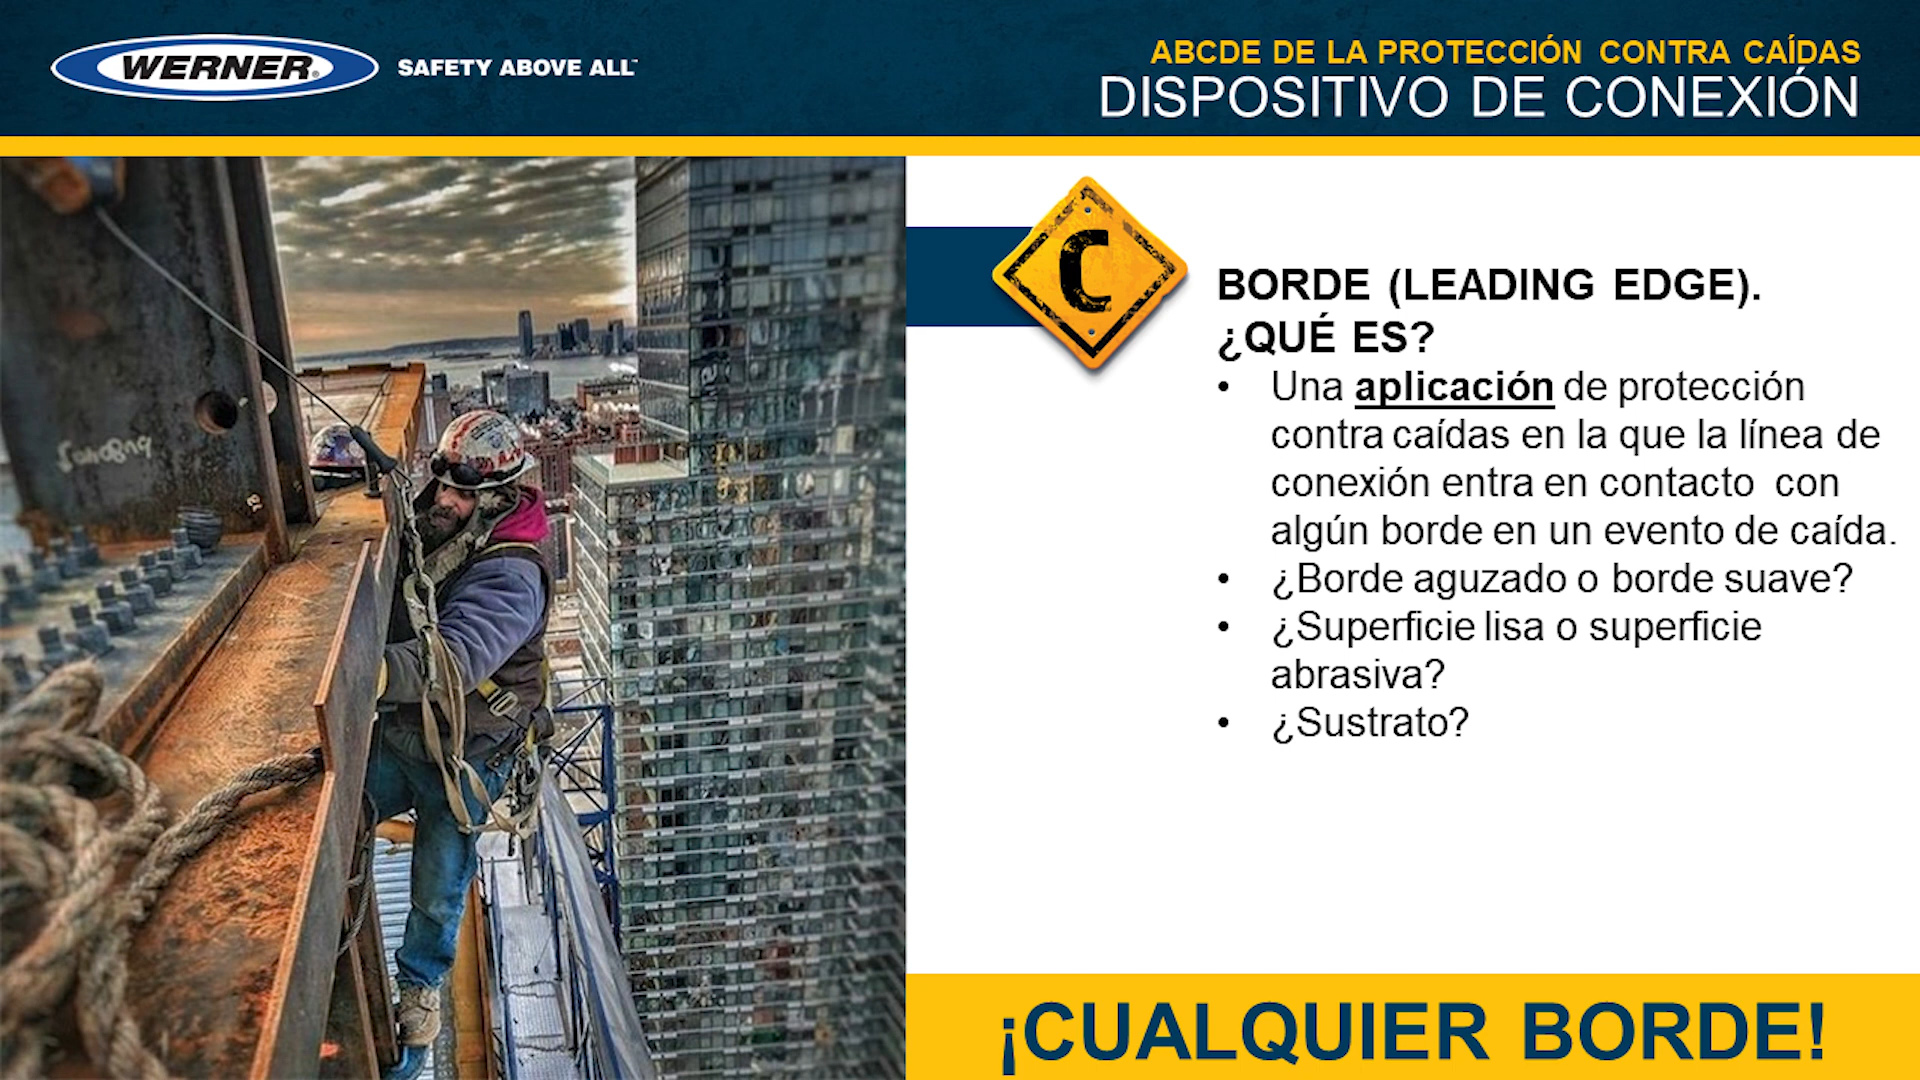 WERNER®
SAFETY ABOVE ALL™
ABCDE DE LA PROTECCIÓN CONTRA CAÍDAS
DISPOSITIVO DE CONEXIÓN
C
BORDE (LEADING EDGE).
¿QUÉ ES?
• Una aplicación de protección
contra caídas en la que la línea de
conexión entra en contacto con
algún borde en un evento de caída.
• ¿Borde aguzado o borde suave?
• ¿Superficie lisa o superficie
abrasiva?
• ¿Sustrato?
¡CUALQUIER BORDE!